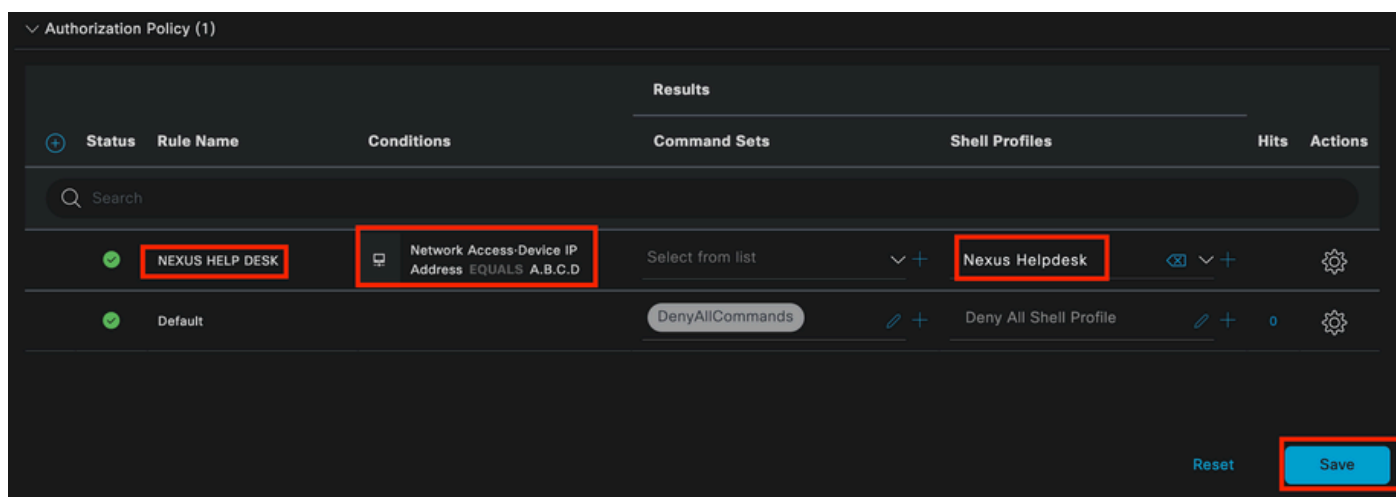 Authorization Policy (1)
Results
Status Rule Name Conditions Command Sets Shell Profiles Hits Actions
Search
NEXUS HELP DESK Network Access·Device IP Address EQUALS A.B.C.D Select from list Nexus Helpdesk
Default DenyAllCommands Deny All Shell Profile 0
Reset Save